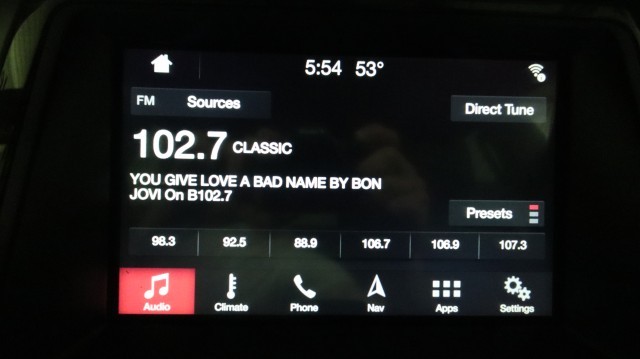 5:54 53°
FM Sources Direct Tune
102.7 CLASSIC
YOU GIVE LOVE A BAD NAME BY BON
JOVI On B102.7
Presets
98.3 92.5 88.9 106.7 106.9 107.3
Audio Climate Phone Nav Apps Settings